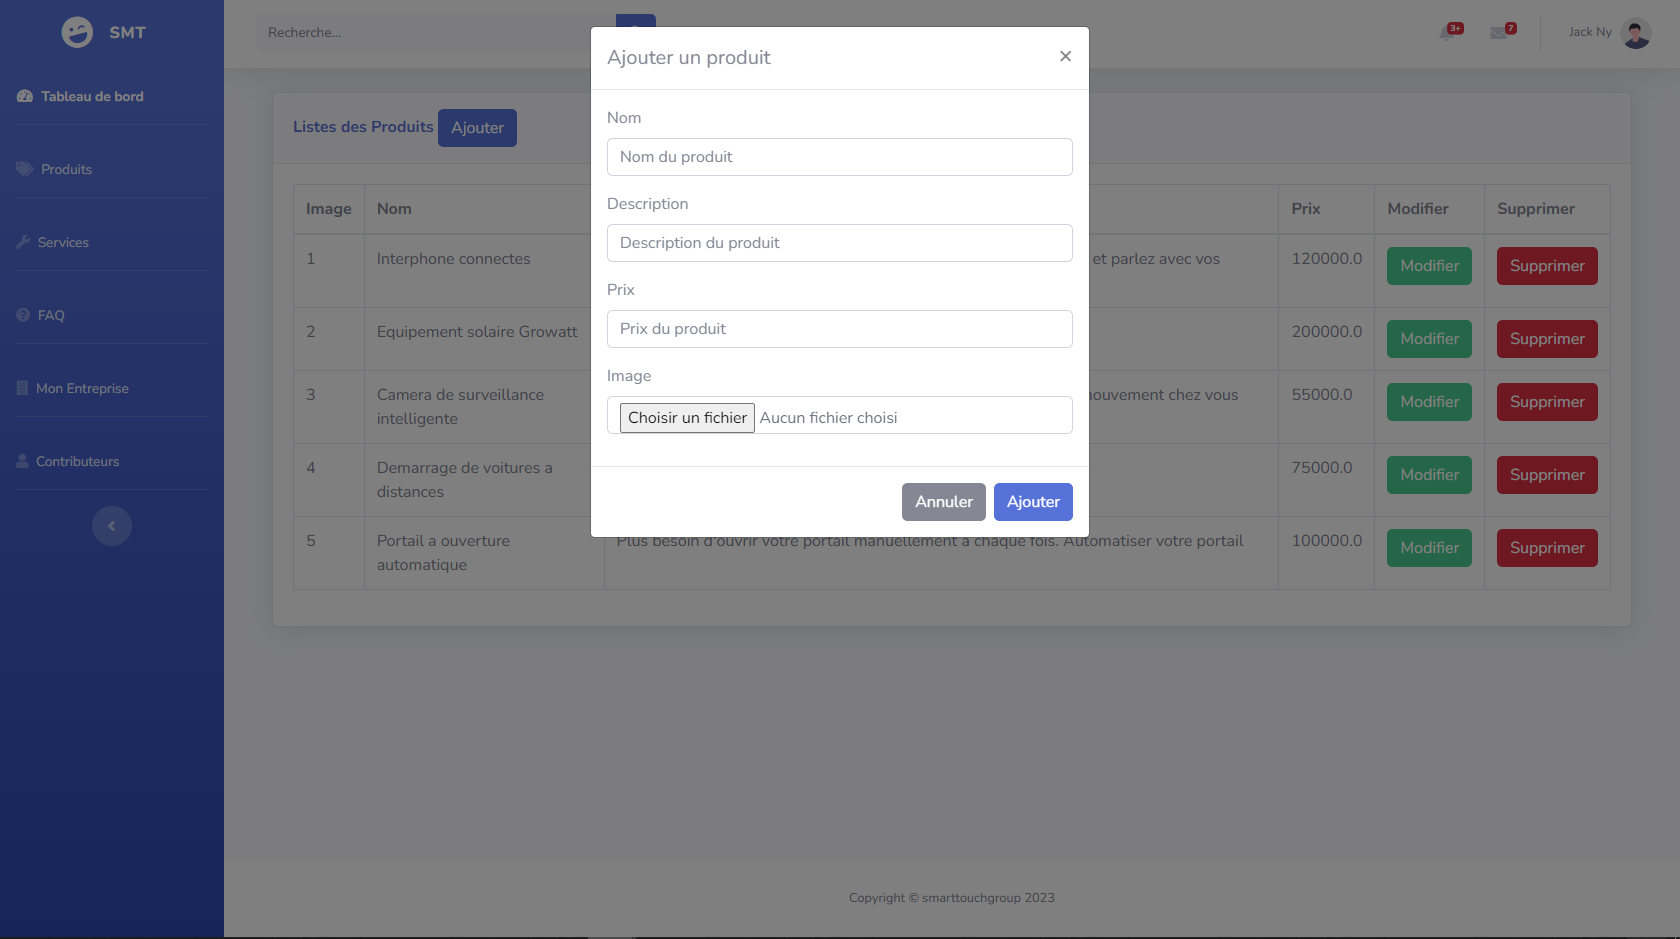 SMT
Tableau de bord
Produits
Services
FAQ
Mon Entreprise
Contributeurs
Recherche...
3+
7
Jack Ny
Listes des Produits
Ajouter
Image Nom Prix Modifier Supprimer
1 Interphone connectes et parlez avec vos 120000.0 Modifier Supprimer
2 Equipement solaire Growatt 200000.0 Modifier Supprimer
3 Camera de surveillance mouvement chez vous 55000.0 Modifier Supprimer
intelligente
4 Demarrage de voitures a 75000.0 Modifier Supprimer
distances
5 Portail a ouverture Plus besoin d'ouvrir votre portail manuellement a chaque fois. Automatiser votre portail 100000.0 Modifier Supprimer
automatique
Ajouter un produit ×
Nom
Nom du produit
Description
Description du produit
Prix
Prix du produit
Image
Choisir un fichier Aucun fichier choisi
Annuler Ajouter
Copyright © smarttouchgroup 2023